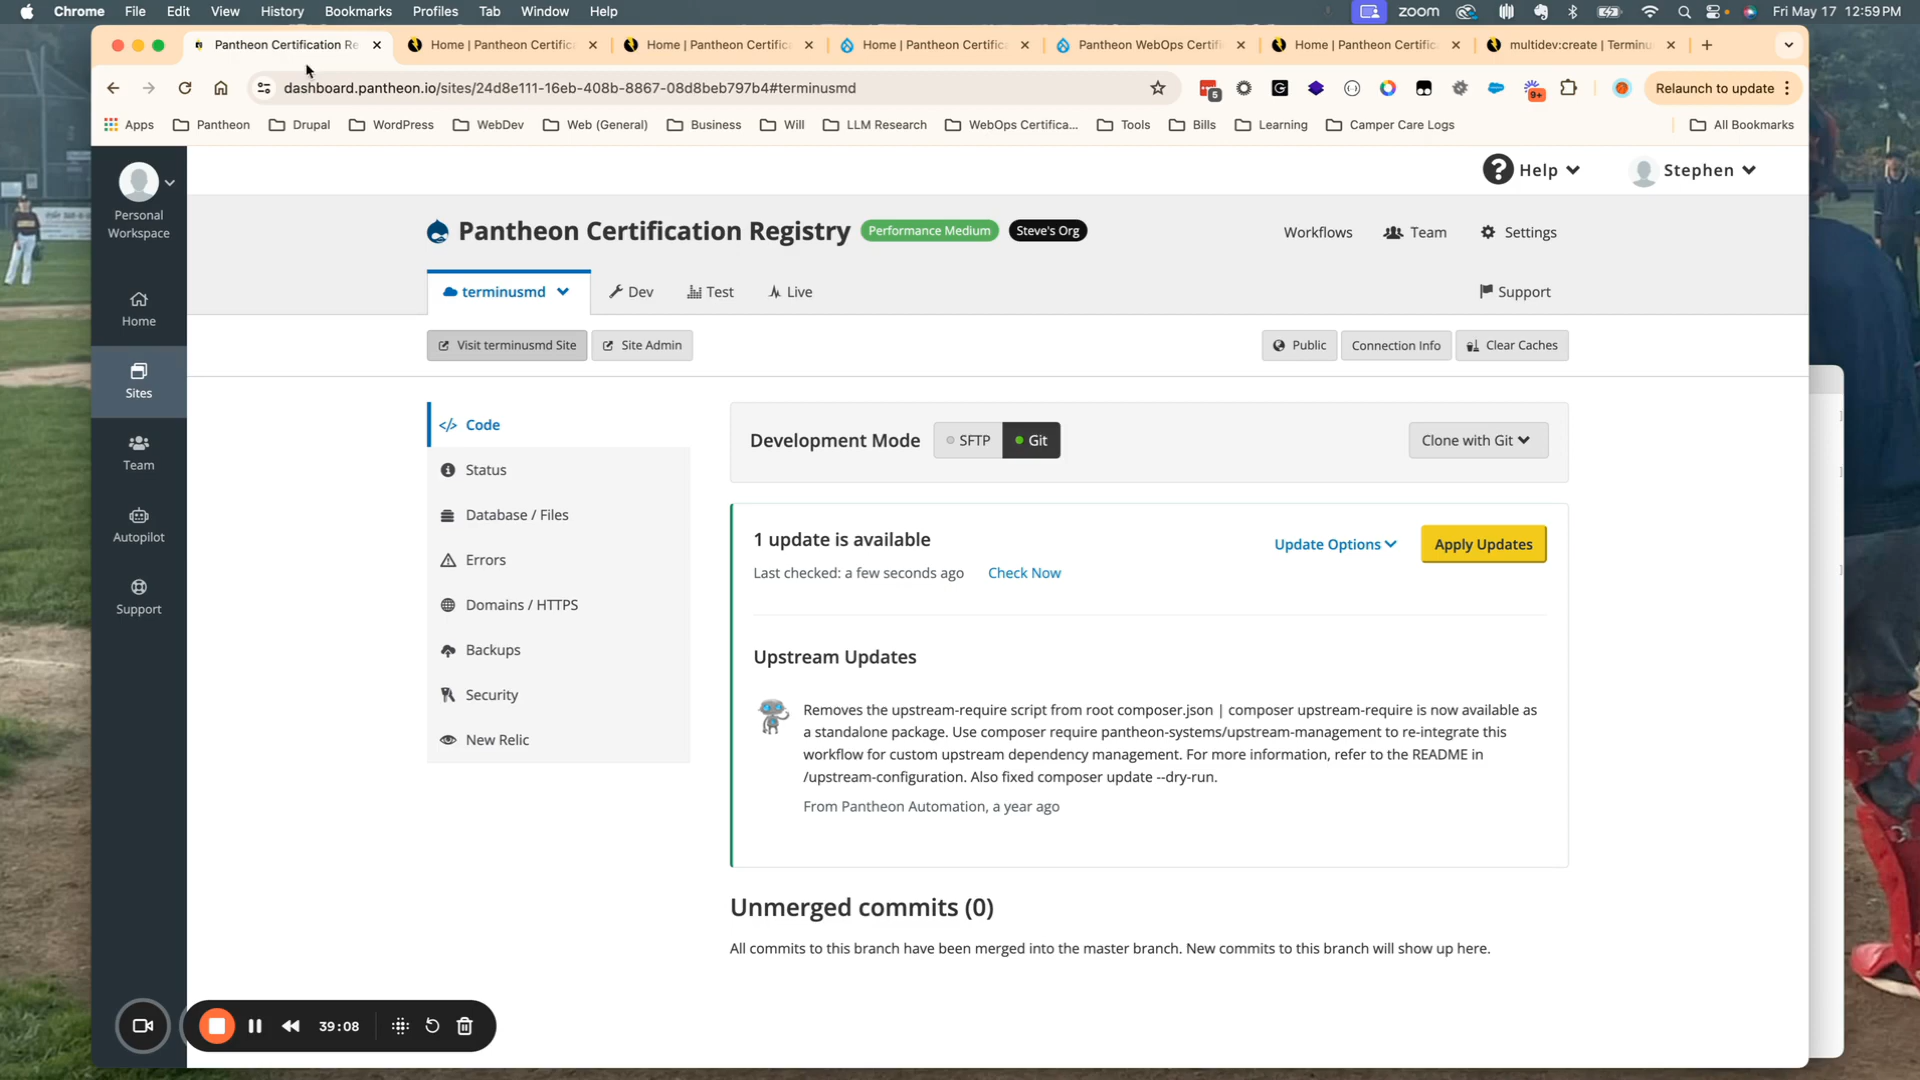 Chrome File Edit View History Bookmarks Profiles Tab Window Help zoom Fri May 17 12:59 PM
Pantheon Certification Re Home | Pantheon Certific Home | Pantheon Certific Home | Pantheon Certific Pantheon WebOps Certifi Home | Pantheon Certific multidev:create | Terminu
dashboard.pantheon.io/sites/24d8e111-16eb-408b-8867-08d8beb797b4#terminusmd 5 9+ Relaunch to update
Apps Pantheon Drupal WordPress WebDev Web (General) Business Will LLM Research WebOps Certifica... Tools Bills Learning Camper Care Logs All Bookmarks
Personal
Workspace
Home
Sites
Team
Autopilot
Support
? Help Stephen
Pantheon Certification Registry Performance Medium Steve's Org Workflows Team Settings
terminusmd Dev Test Live Support
Visit terminusmd Site Site Admin Public Connection Info Clear Caches
</> Code
Status
Database / Files
Errors
Domains / HTTPS
Backups
Security
New Relic
Development Mode SFTP Git Clone with Git
1 update is available Update Options Apply Updates
Last checked: a few seconds ago Check Now
Upstream Updates
Removes the upstream-require script from root composer.json | composer upstream-require is now available as
a standalone package. Use composer require pantheon-systems/upstream-management to re-integrate this
workflow for custom upstream dependency management. For more information, refer to the README in
/upstream-configuration. Also fixed composer update --dry-run.
From Pantheon Automation, a year ago
Unmerged commits (0)
All commits to this branch have been merged into the master branch. New commits to this branch will show up here.
39:08